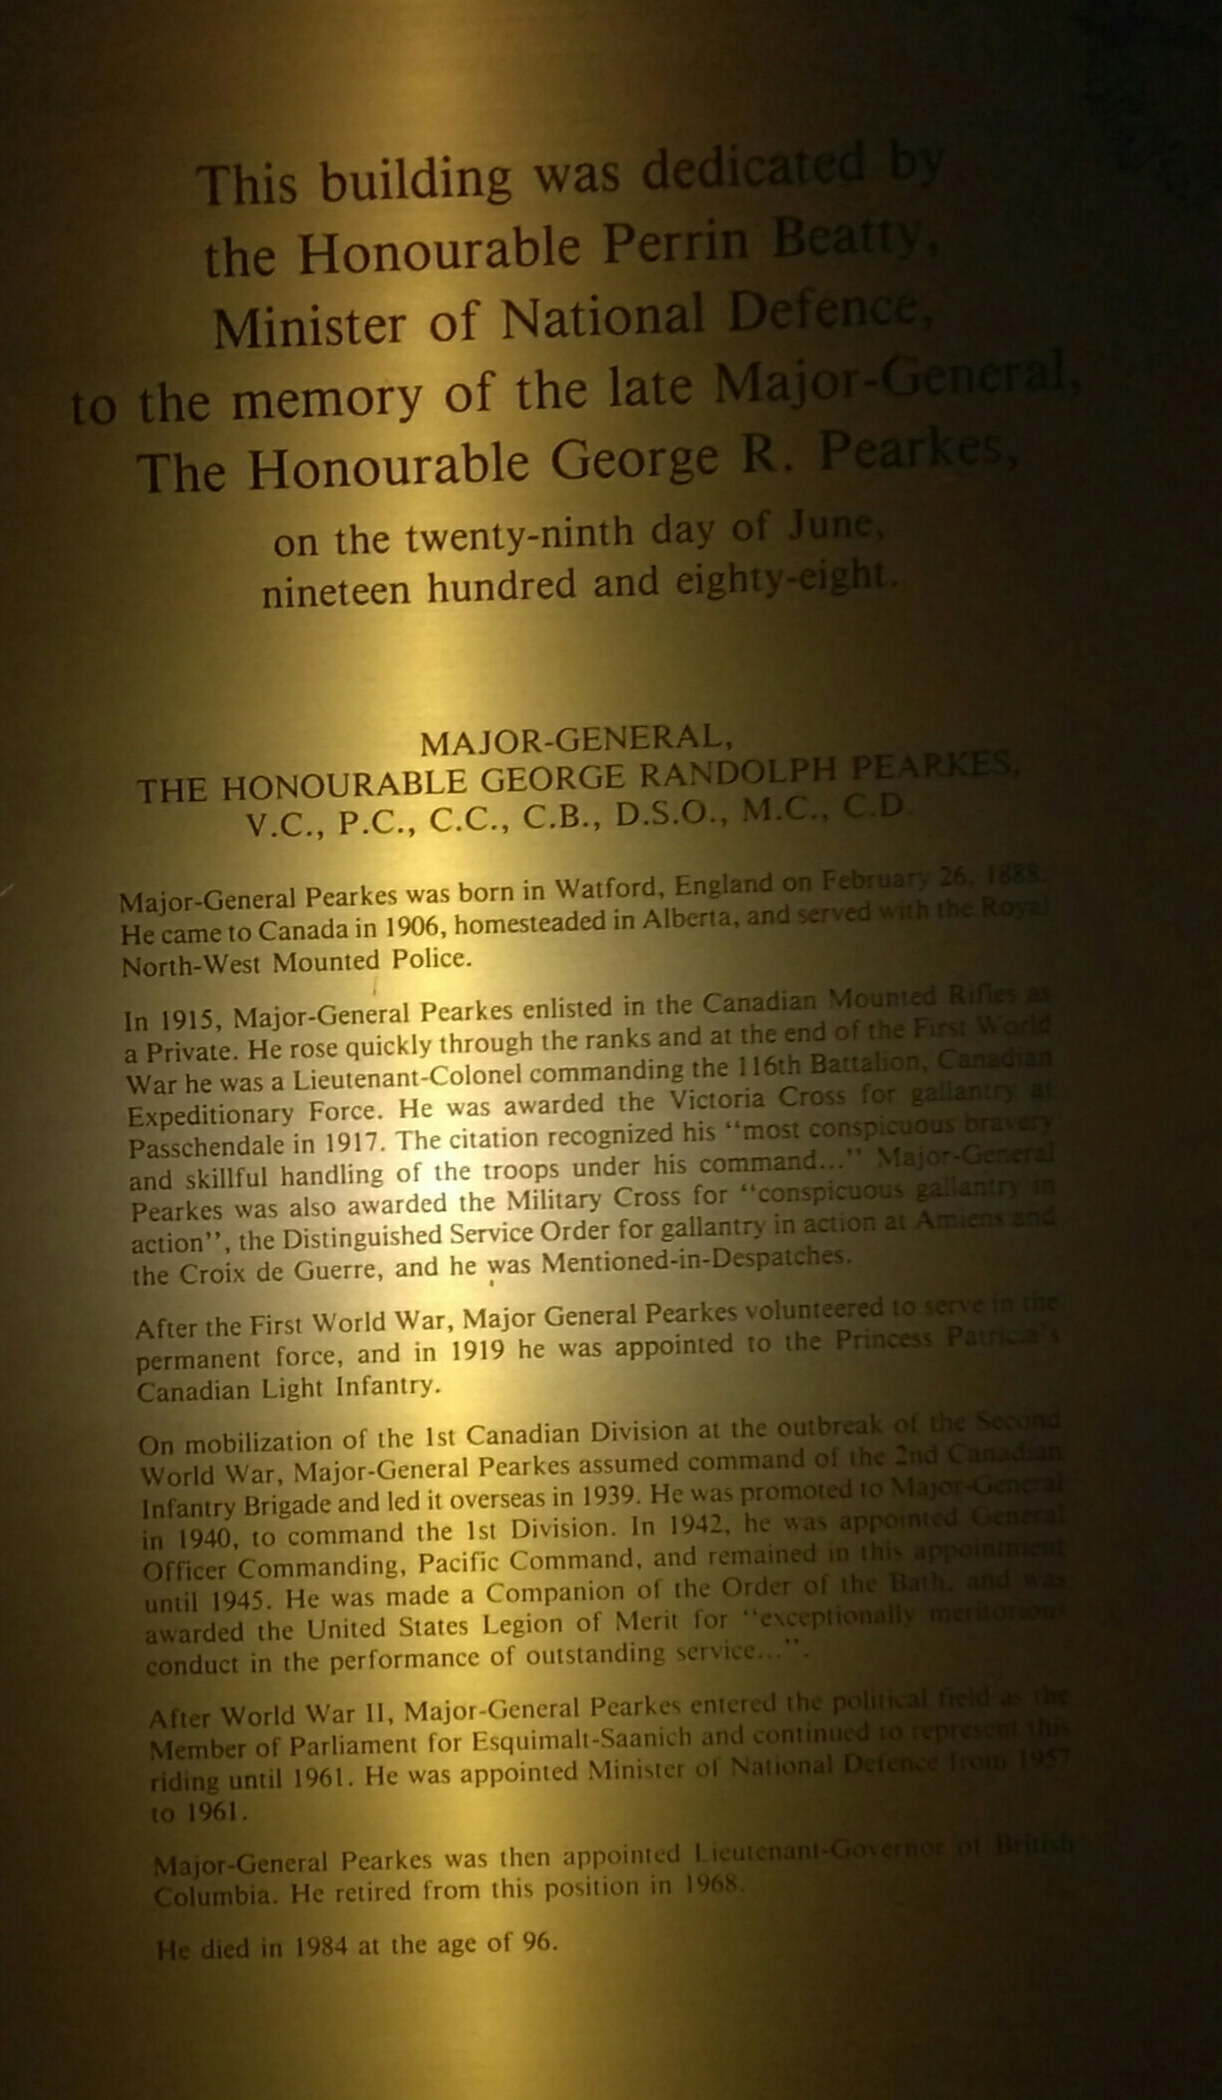 This building was dedicated by
the Honourable Perrin Beatty,
Minister of National Defence,
to the memory of the late Major-General,
The Honourable George R. Pearkes,
on the twenty-ninth day of June,
nineteen hundred and eighty-eight.
MAJOR-GENERAL,
THE HONOURABLE GEORGE RANDOLPH PEARKES,
V.C., P.C., C.C., C.B., D.S.O., M.C., C.D.
Major-General Pearkes was born in Watford, England on February 26, 1888.
He came to Canada in 1906, homesteaded in Alberta, and served with the Royal
North-West Mounted Police.
In 1915, Major-General Pearkes enlisted in the Canadian Mounted Rifles as
a Private. He rose quickly through the ranks and at the end of the First World
War he was a Lieutenant-Colonel commanding the 116th Battalion, Canadian
Expeditionary Force. He was awarded the Victoria Cross for gallantry at
Passchendale in 1917. The citation recognized his "most conspicuous bravery
and skillful handling of the troops under his command..." Major-General
Pearkes was also awarded the Military Cross for "conspicuous gallantry in
action", the Distinguished Service Order for gallantry in action at Amiens and
the Croix de Guerre, and he was Mentioned-in-Despatches.
After the First World War, Major General Pearkes volunteered to serve in the
permanent force, and in 1919 he was appointed to the Princess Patricia's
Canadian Light Infantry.
On mobilization of the 1st Canadian Division at the outbreak of the Second
World War, Major-General Pearkes assumed command of the 2nd Canadian
Infantry Brigade and led it overseas in 1939. He was promoted to Major-General
in 1940, to command the 1st Division. In 1942, he was appointed General
Officer Commanding, Pacific Command, and remained in this appointment
until 1945. He was made a Companion of the Order of the Bath, and was
awarded the United States Legion of Merit for "exceptionally meritorious
conduct in the performance of outstanding service...".
After World War II, Major-General Pearkes entered the political field as the
Member of Parliament for Esquimalt-Saanich and continued to represent this
riding until 1961. He was appointed Minister of National Defence from 1957
to 1961.
Major-General Pearkes was then appointed Lieutenant-Governor of British
Columbia. He retired from this position in 1968.
He died in 1984 at the age of 96.